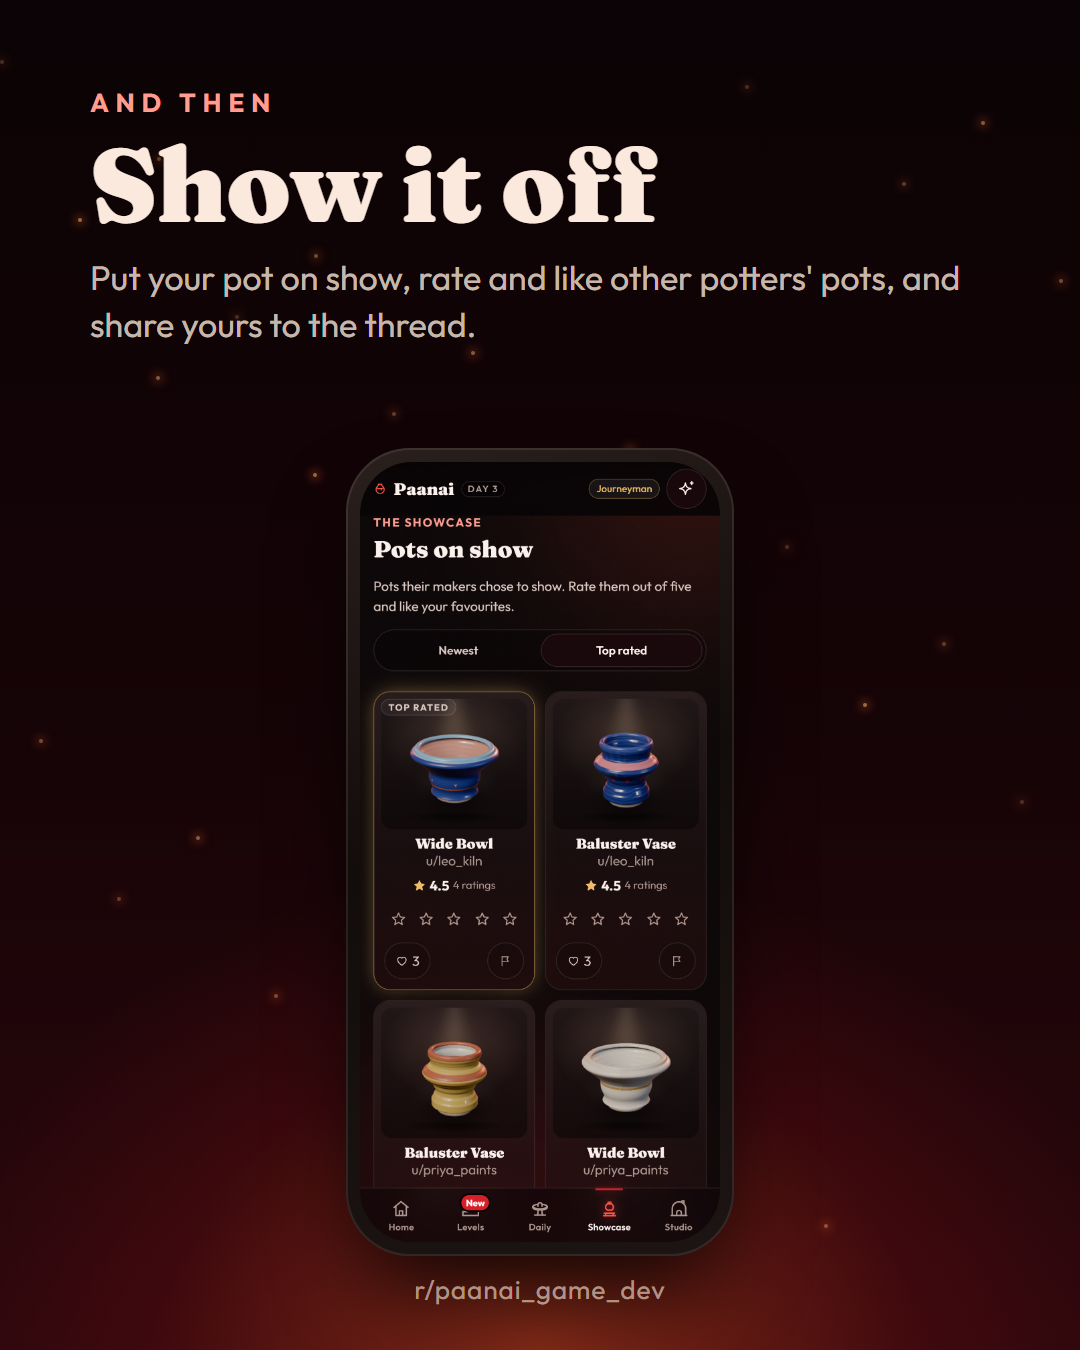 AND THEN
Show it off
Put your pot on show, rate and like other potters' pots, and
share yours to the thread.
Paanai DAY 3 Journeyman
THE SHOWCASE
Pots on show
Pots their makers chose to show. Rate them out of five
and like your favourites.
Newest Top rated
TOP RATED
Wide Bowl
u/leo_kiln
4.5 4 ratings
3
Baluster Vase
u/leo_kiln
4.5 4 ratings
3
Baluster Vase
u/priya_paints
Wide Bowl
u/priya_paints
New
Home Levels Daily Showcase Studio
r/paanai_game_dev